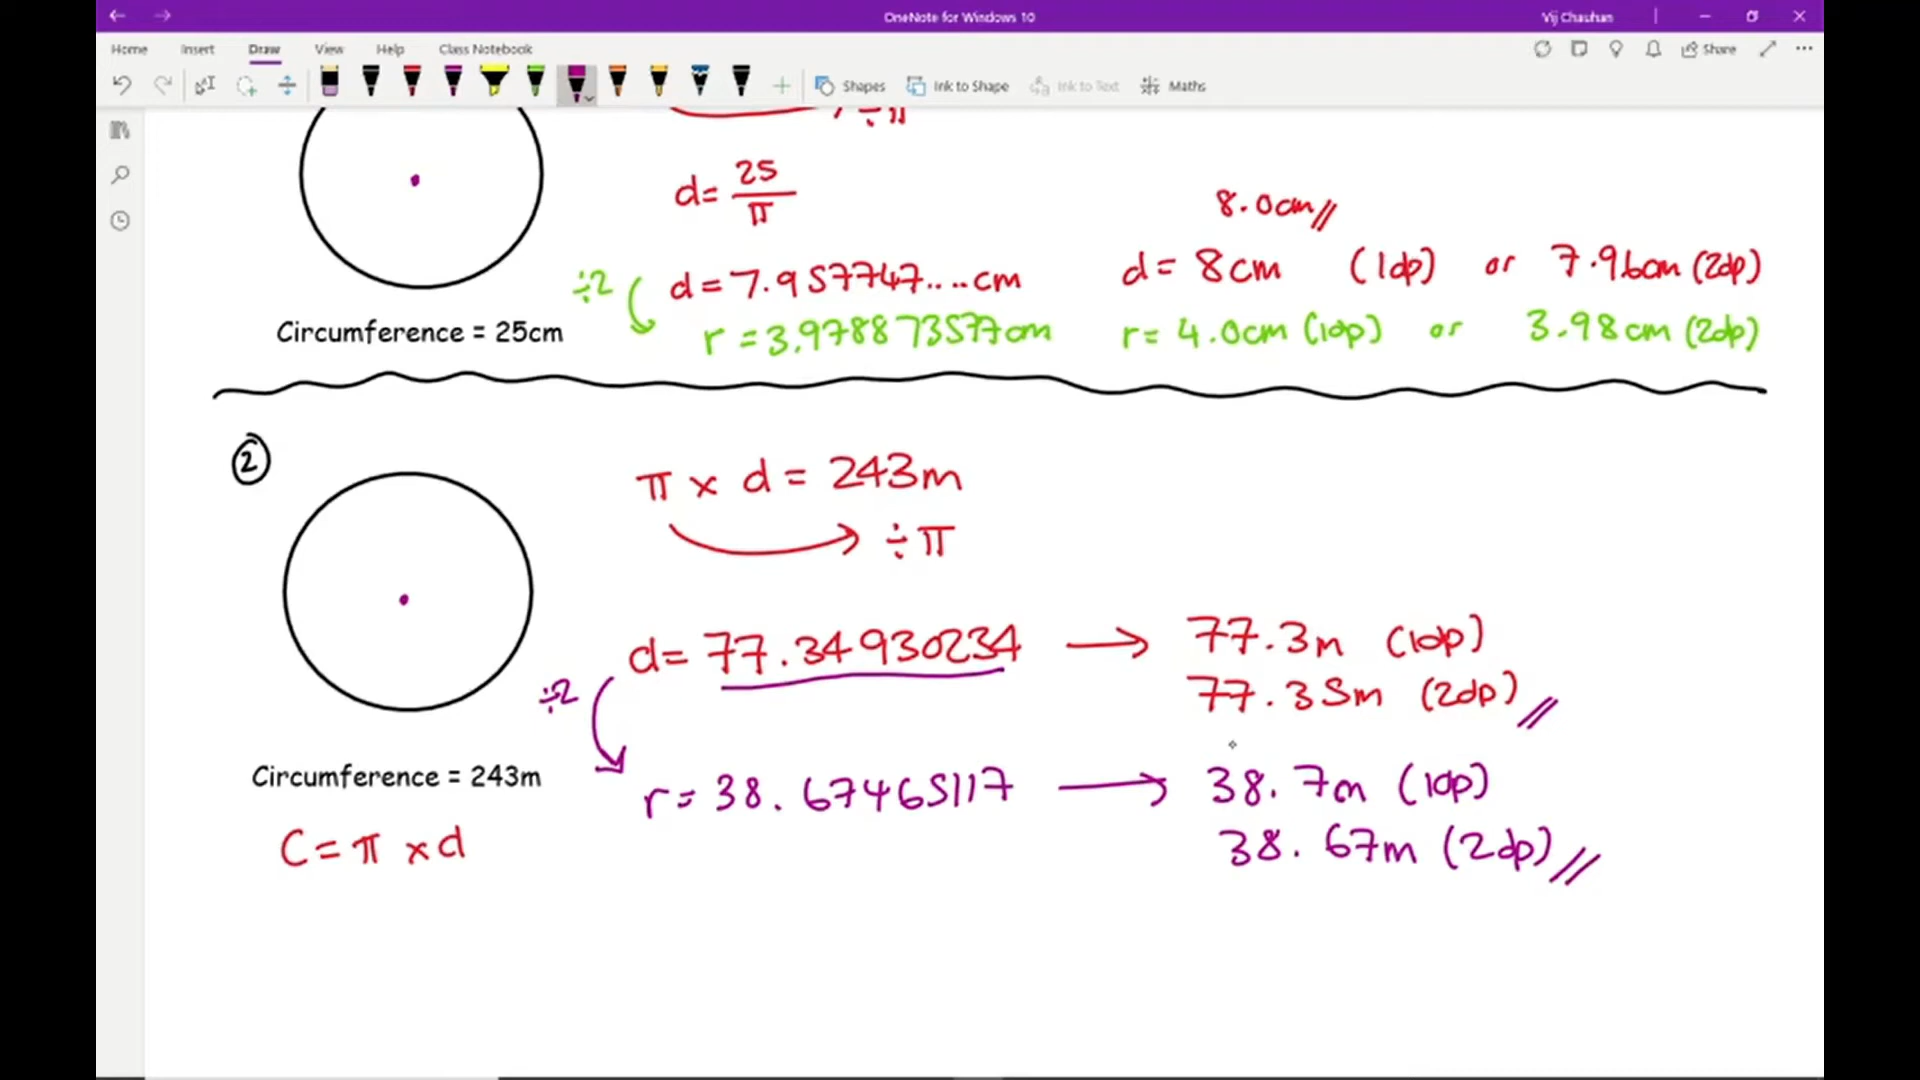 OneNote for Windows 10
Vij Chauhan
Home Insert Draw View Help Class Notebook
Share
Shapes Ink to Shape Ink to Text Maths
÷π
d= 25/π
8.0cm
÷2 d=7.957747....cm d= 8cm (1dp) or 7.96cm (2dp)
Circumference = 25cm r=3.978873577cm r= 4.0cm (1dp) or 3.98cm (2dp)
2
π x d = 243m
÷π
d= 77.34930234 → 77.3m (1dp)
÷2 77.35m (2dp)
Circumference = 243m
r= 38.67465117 → 38.7m (1dp)
C=π x d 38.67m (2dp)